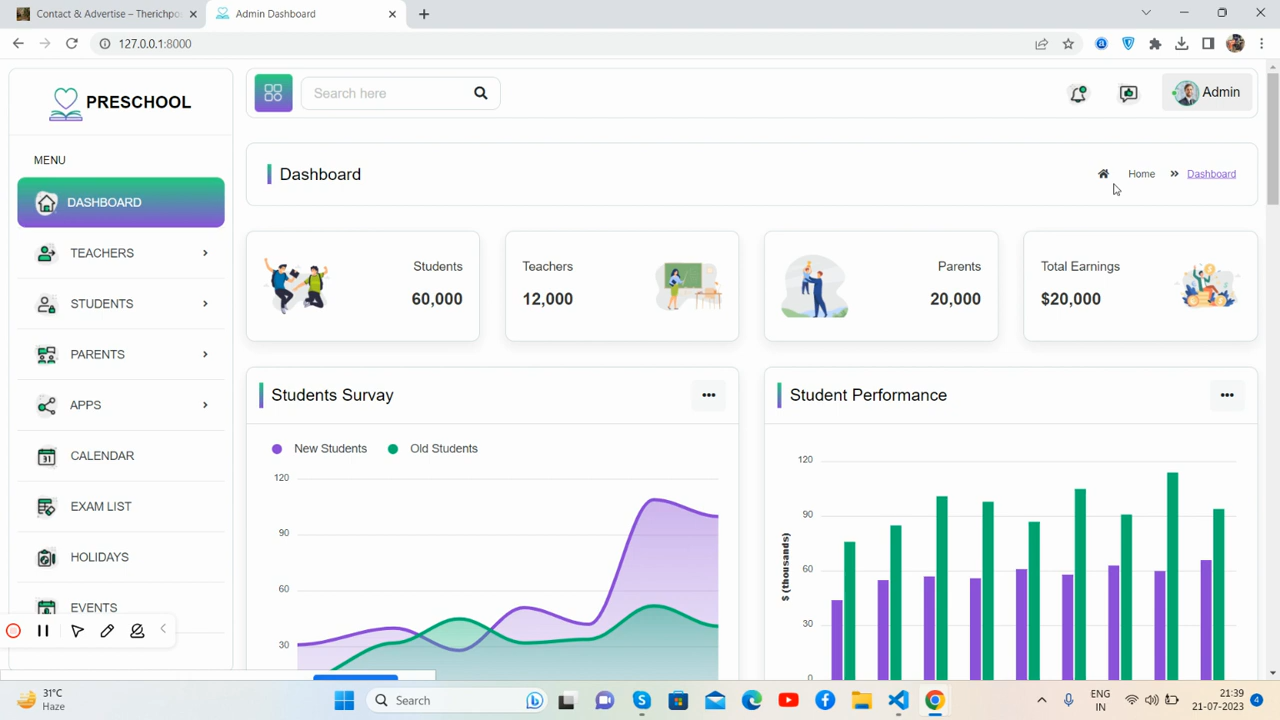 Contact & Advertise – Therichpo
Admin Dashboard
127.0.0.1:8000
PRESCHOOL
Search here
Admin
MENU
Dashboard
Home
Dashboard
DASHBOARD
TEACHERS
STUDENTS
PARENTS
APPS
CALENDAR
EXAM LIST
HOLIDAYS
EVENTS
Students
60,000
Teachers
12,000
Parents
20,000
Total Earnings
$20,000
Students Survay
New Students
Old Students
120
90
60
30
Student Performance
120
90
60
30
0
$ (thousands)
31
31°C
Haze
Search
ENG
IN
21:39
21-07-2023
4